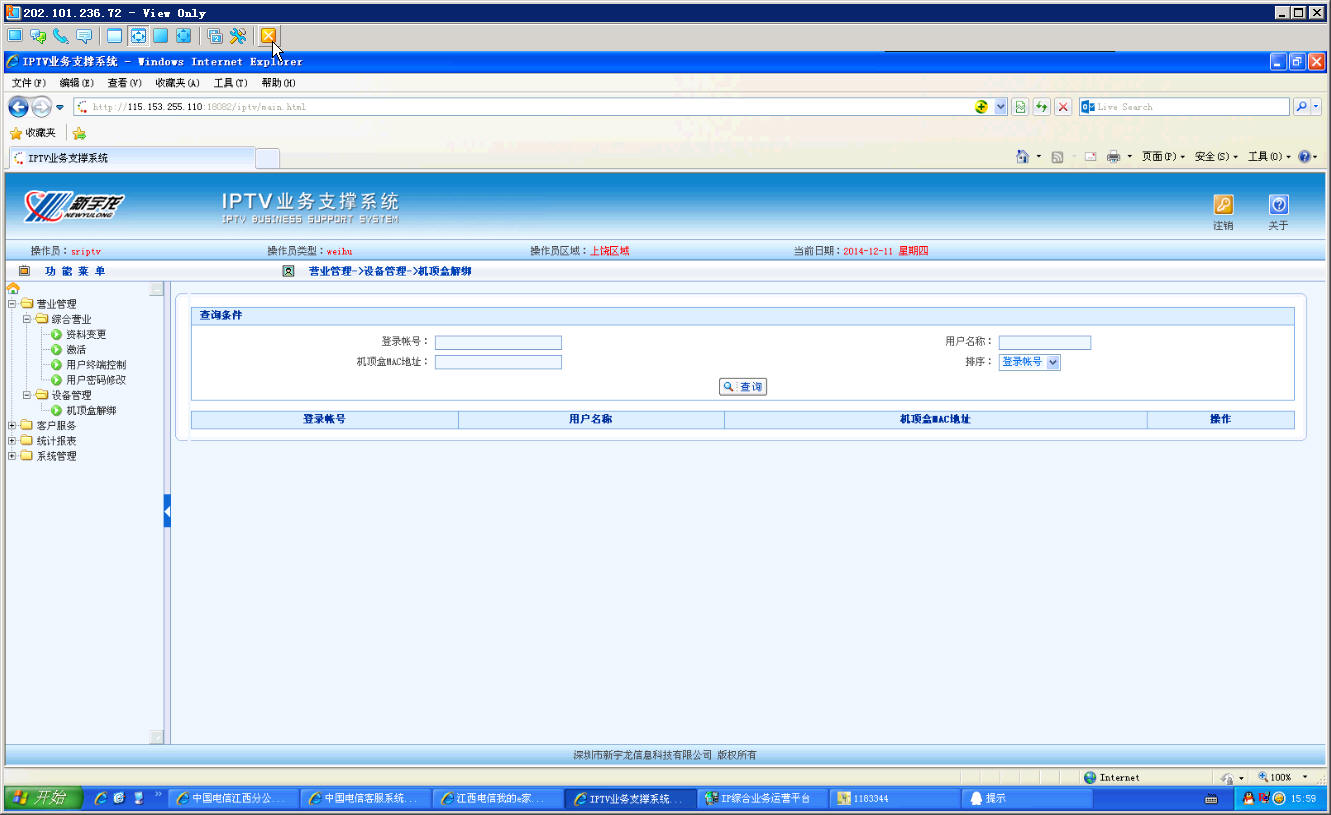 202.101.236.72 - View Only
IPTV业务支撑系统 - Windows Internet Explorer
文件(F) 编辑(E) 查看(V) 收藏夹(A) 工具(T) 帮助(H)
http://115.153.255.110:18082/iptv/main.html Live Search
收藏夹
IPTV业务支撑系统 页面(P) 安全(S) 工具(O)
新宇龙 NEWYULONG
IPTV业务支撑系统
IPTV BUSINESS SUPPORT SYSTEM
注销 关于
操作员：sriptv 操作员类型：weihu 操作员区域：上饶区域 当前日期：2014-12-11 星期四
功能菜单 营业管理->设备管理->机顶盒解绑
营业管理
综合营业
资料变更
激活
用户终端控制
用户密码修改
设备管理
机顶盒解绑
客户服务
统计报表
系统管理
查询条件
登录帐号： 用户名称：
机顶盒MAC地址： 排序： 登录帐号
查询
登录帐号 用户名称 机顶盒MAC地址 操作
深圳市新宇龙信息科技有限公司 版权所有
Internet 100%
开始 中国电信江西分公... 中国电信客服系统... 江西电信我的e家... IPTV业务支撑系统... IP综合业务运营平台 1183344 提示 15:59